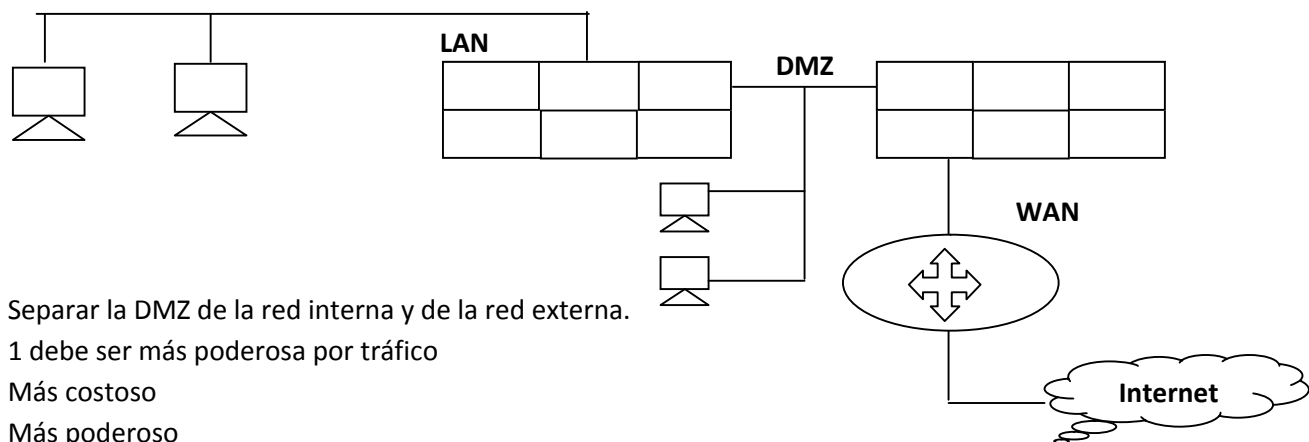 LAN
DMZ
WAN
Separar la DMZ de la red interna y de la red externa.
1 debe ser más poderosa por tráfico
Más costoso
Más poderoso
Internet